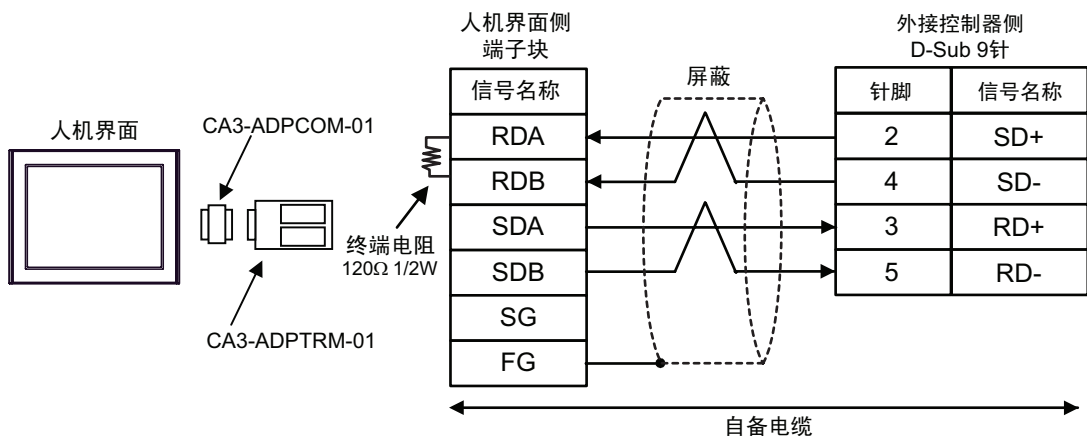 人机界面
CA3-ADPCOM-01
CA3-ADPTRM-01
终端电阻
120Ω 1/2W
人机界面侧
端子块
信号名称
RDA
RDB
SDA
SDB
SG
FG
屏蔽
外接控制器侧
D-Sub 9针
针脚 信号名称
2 SD+
4 SD-
3 RD+
5 RD-
自备电缆